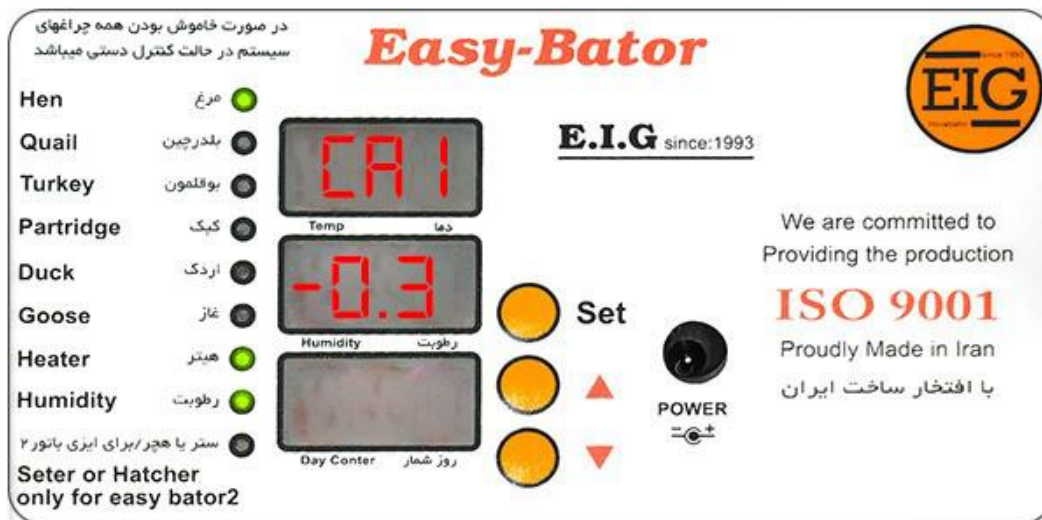 در صورت خاموش بودن همه چراغهای
سیستم در حالت کنترل دستی میباشد
Easy-Bator
since 1993
EIG
E.I.G since:1993
Hen مرغ
Quail بلدرچین
Turkey بوقلمون
Partridge کبک
Duck اردک
Goose غاز
Heater هیتر
Humidity رطوبت
ستر یا هچر/برای ایزی باتور ۲
Seter or Hatcher
only for easy bator2
CA1
Temp دما
-0.3
Humidity رطوبت
Day Conter روز شمار
Set
POWER
- +
We are committed to
Providing the production
ISO 9001
Proudly Made in Iran
با افتخار ساخت ایران